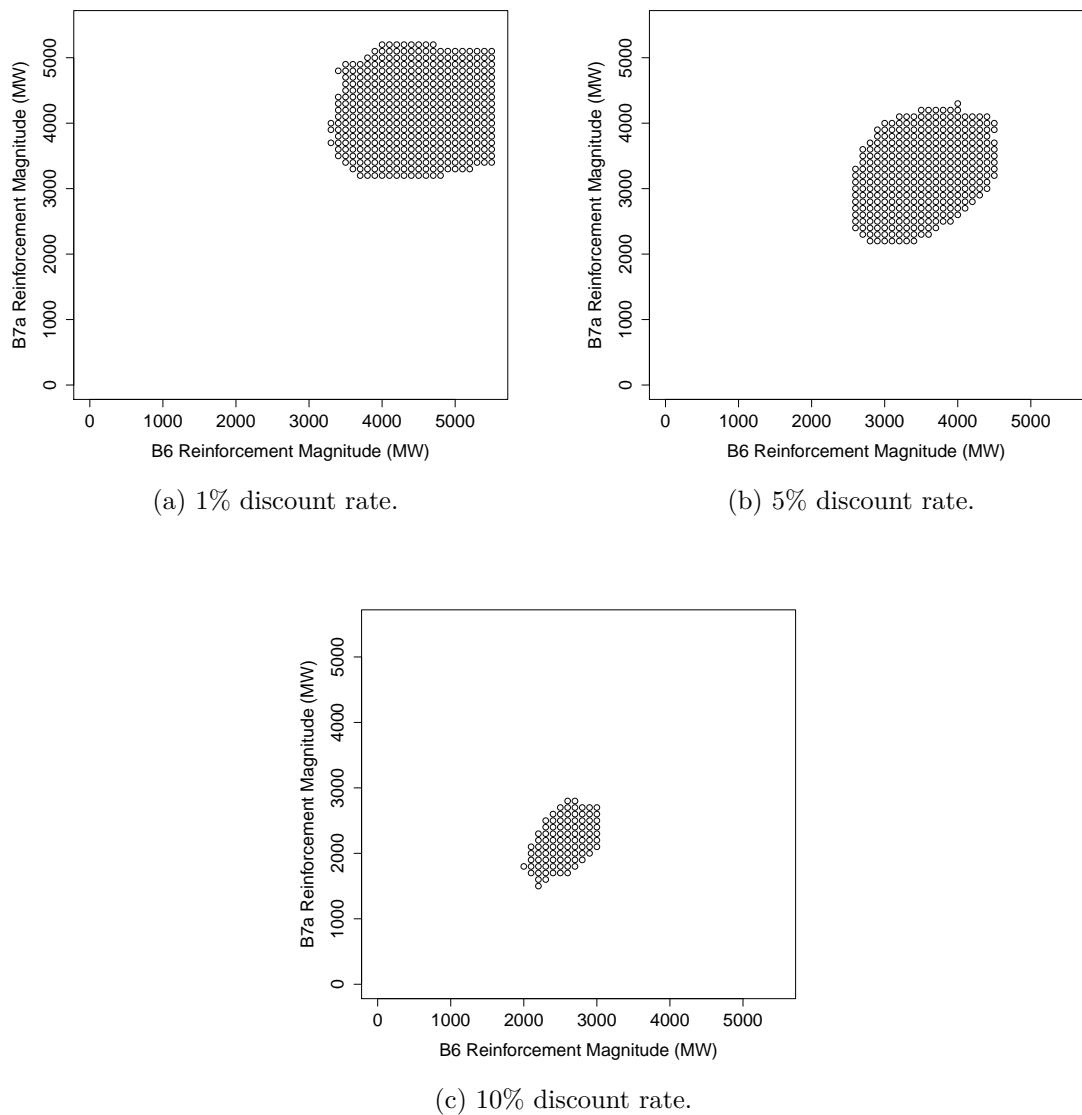 B7a Reinforcement Magnitude (MW)
5000
4000
3000
2000
1000
0
0 1000 2000 3000 4000 5000
B6 Reinforcement Magnitude (MW)
(a) 1% discount rate.
B7a Reinforcement Magnitude (MW)
5000
4000
3000
2000
1000
0
0 1000 2000 3000 4000 5000
B6 Reinforcement Magnitude (MW)
(b) 5% discount rate.
B7a Reinforcement Magnitude (MW)
5000
4000
3000
2000
1000
0
0 1000 2000 3000 4000 5000
B6 Reinforcement Magnitude (MW)
(c) 10% discount rate.